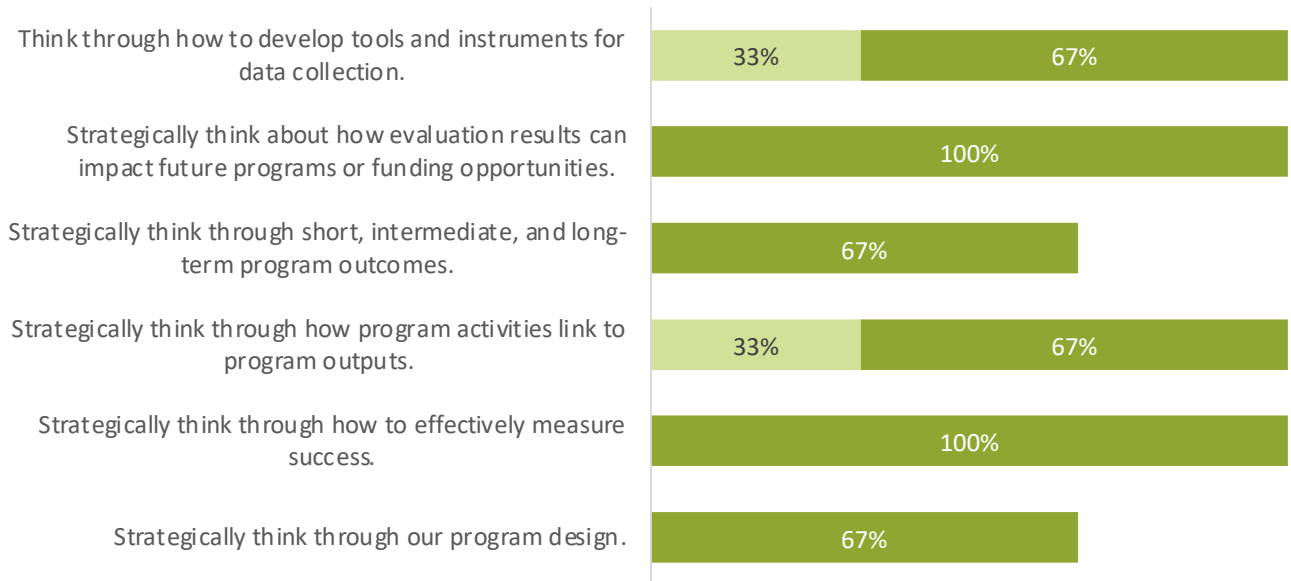 Think through how to develop tools and instruments for
data collection.
33%
67%
Strategically think about how evaluation results can
impact future programs or funding opportunities.
100%
Strategically think through short, intermediate, and long-
term program outcomes.
67%
Strategically think through how program activities link to
program outputs.
33%
67%
Strategically think through how to effectively measure
success.
100%
Strategically think through our program design.
67%